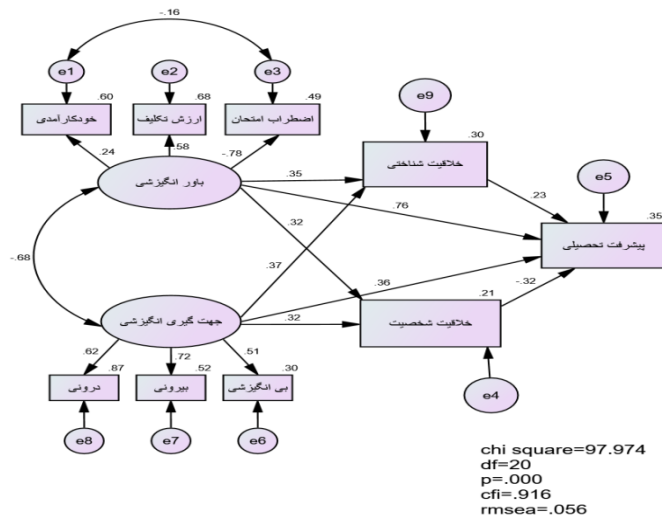 -.16
e1
e2
e3
.60
.68
.49
خودکارآمدی
ارزش تکلیف
اضطراب امتحان
e9
.24
.58
-.78
.30
خلاقیت شناختی
باور انگیزشی
.35
.23
e5
.76
.35
پیشرفت تحصیلی
.32
-.68
.37
.36
-.32
.21
جهت گیری انگیزشی
.32
خلاقیت شخصیت
.62
.72
.51
.87
.52
.30
درونی
بیرونی
بی انگیزشی
e4
e8
e7
e6
chi square=97.974
df=20
p=.000
cfi=.916
rmsea=.056